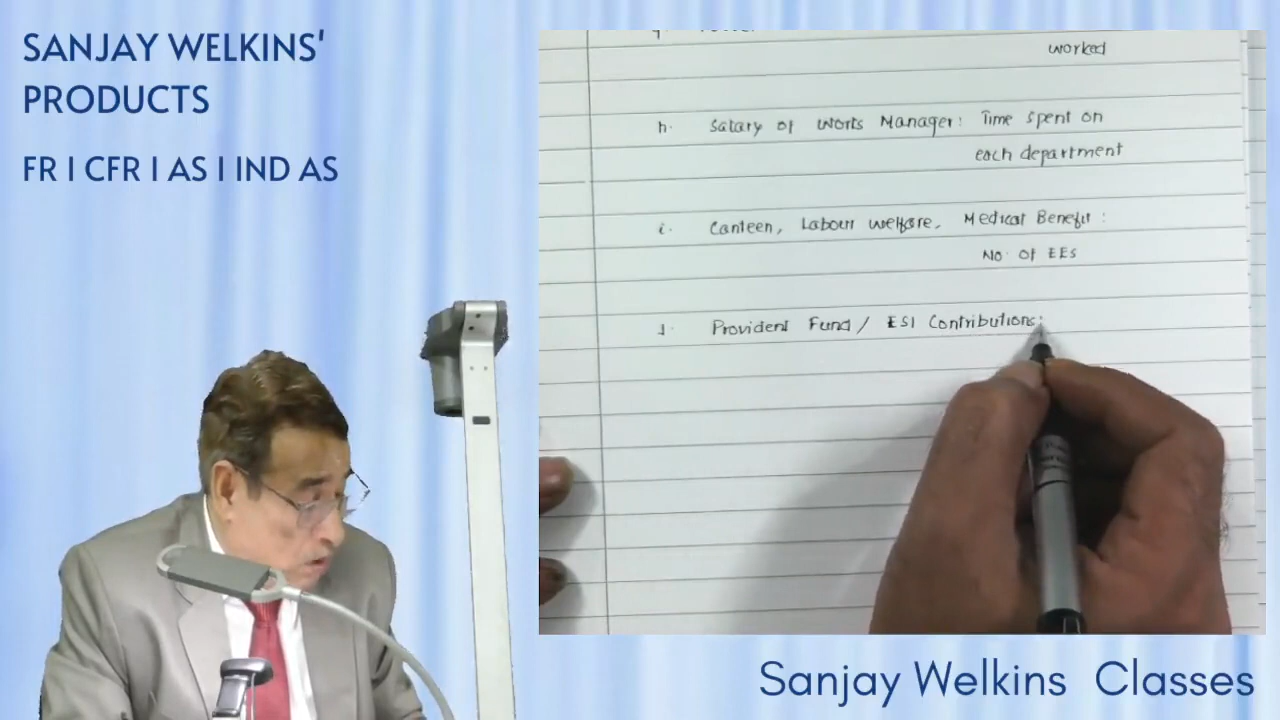 SANJAY WELKINS'
PRODUCTS
FR I CFR I AS I IND AS
worked
h. Salary of Works Manager: Time spent on
each department
i. Canteen, Labour welfare, Medical Benefit:
No. of EEs
J. Provident Fund / ESI Contributions:
Sanjay Welkins Classes